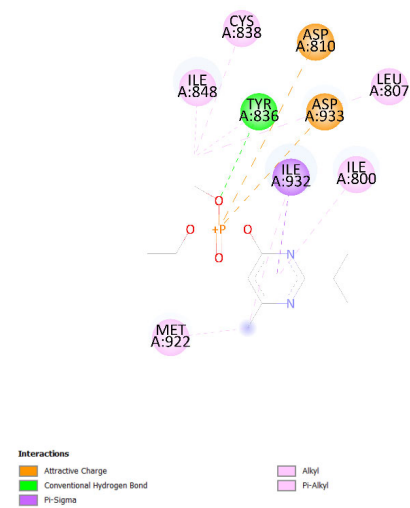 CYS
A:838
ASP
A:810
ILE
A:848
LEU
A:807
TYR
A:836
ASP
A:933
ILE
A:932
ILE
A:800
O
O
+P
O
N
O
N
MET
A:922
Interactions
Attractive Charge
Conventional Hydrogen Bond
Pi-Sigma
Alkyl
Pi-Alkyl